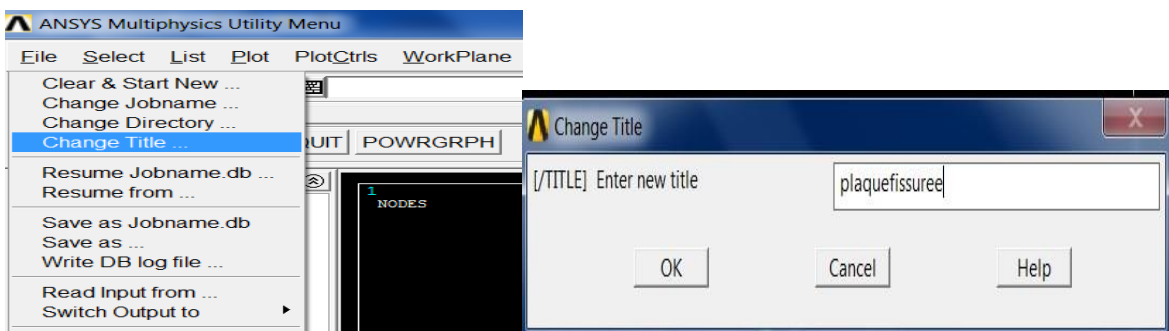 ANSYS Multiphysics Utility Menu
File Select List Plot PlotCtrls WorkPlane
Clear & Start New ...
Change Jobname ...
Change Directory ...
Change Title ...
Resume Jobname.db ...
Resume from ...
Save as Jobname.db
Save as ...
Write DB log file ...
Read Input from ...
Switch Output to
UIT POWRGRPH
1
NODES
Change Title
X
[/TITLE] Enter new title plaquefissuree
OK Cancel Help